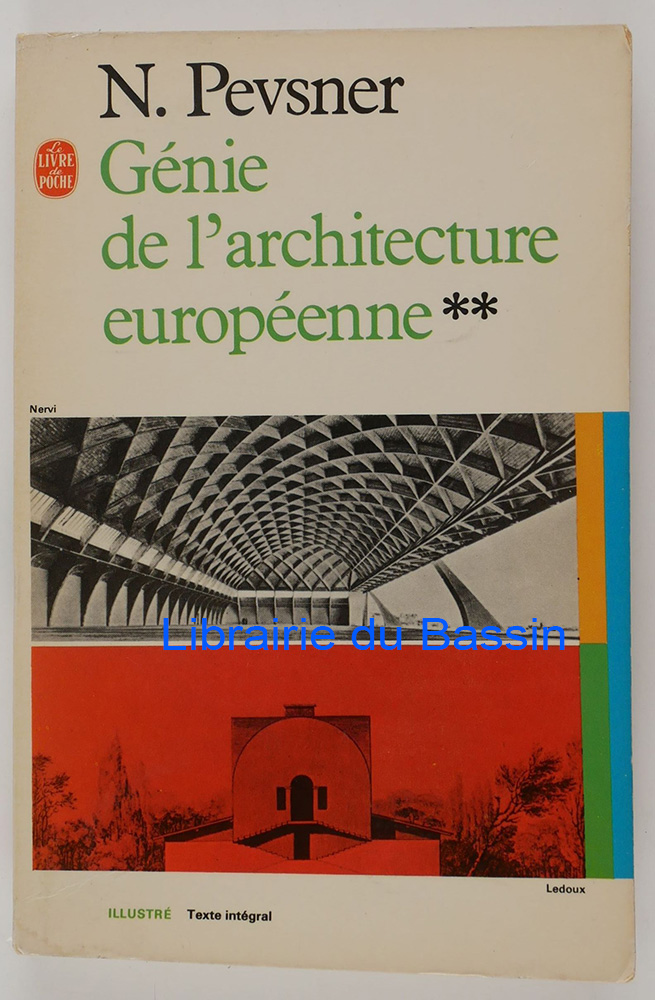 N. Pevsner
Le
LIVRE
de
POCHE
Génie
de l'architecture
européenne**
Nervi
Librairie du Bassin
Ledoux
ILLUSTRÉ Texte intégral